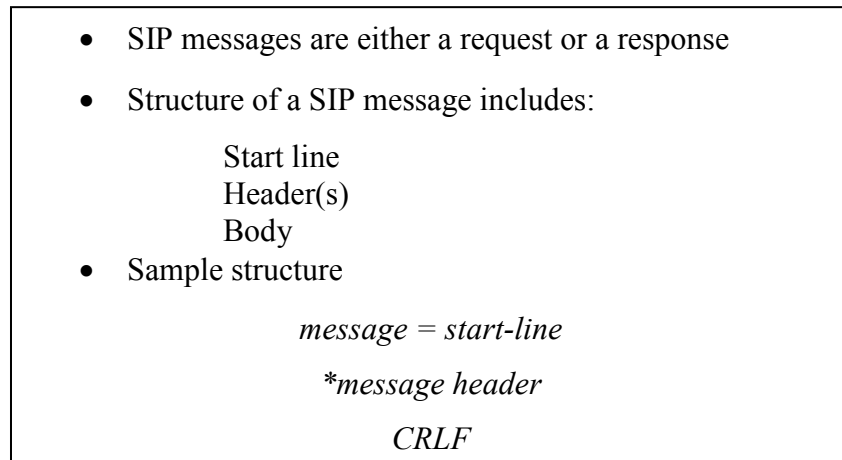 • SIP messages are either a request or a response
• Structure of a SIP message includes:
Start line
Header(s)
Body
• Sample structure
message = start-line
*message header
CRLF